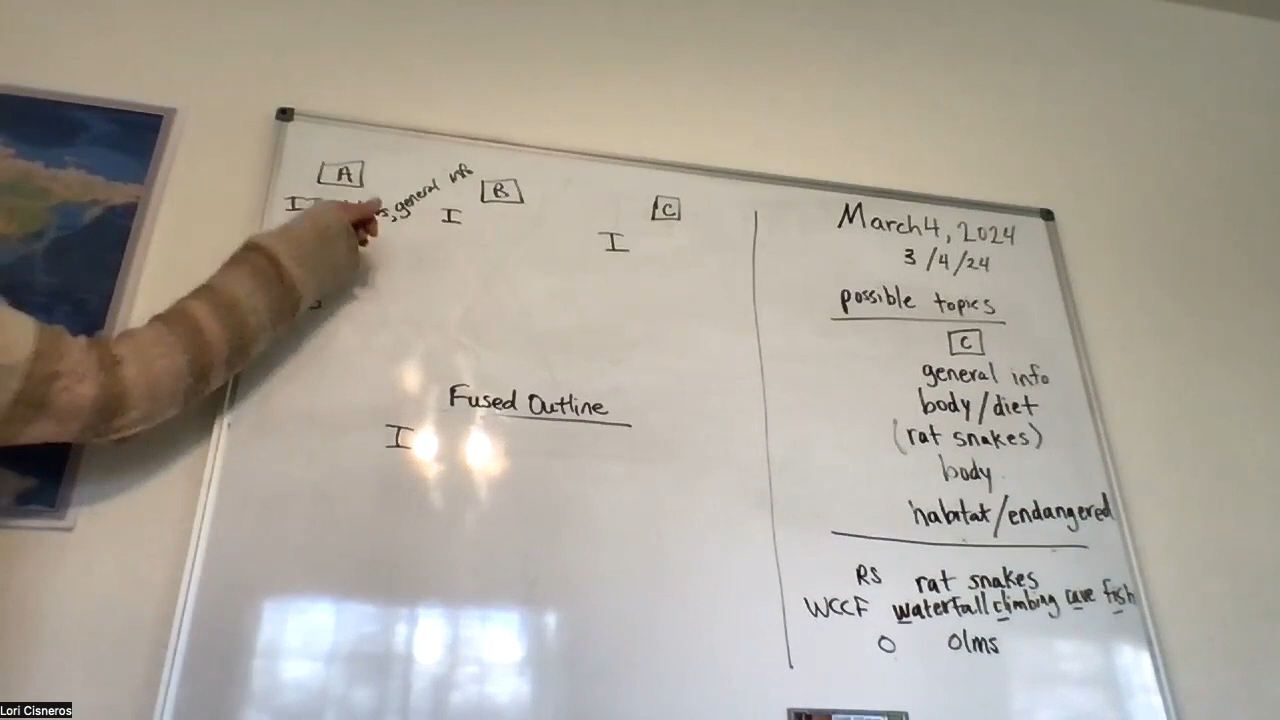 A
I
, general info
B
I
C
I
Fused Outline
I
March 4, 2024
3/4/24
possible topics
C
general info
body/diet
(rat snakes)
body
habitat/endangered
RS rat snakes
WCCF waterfall climbing cave fish
O Olms
Lori Cisneros